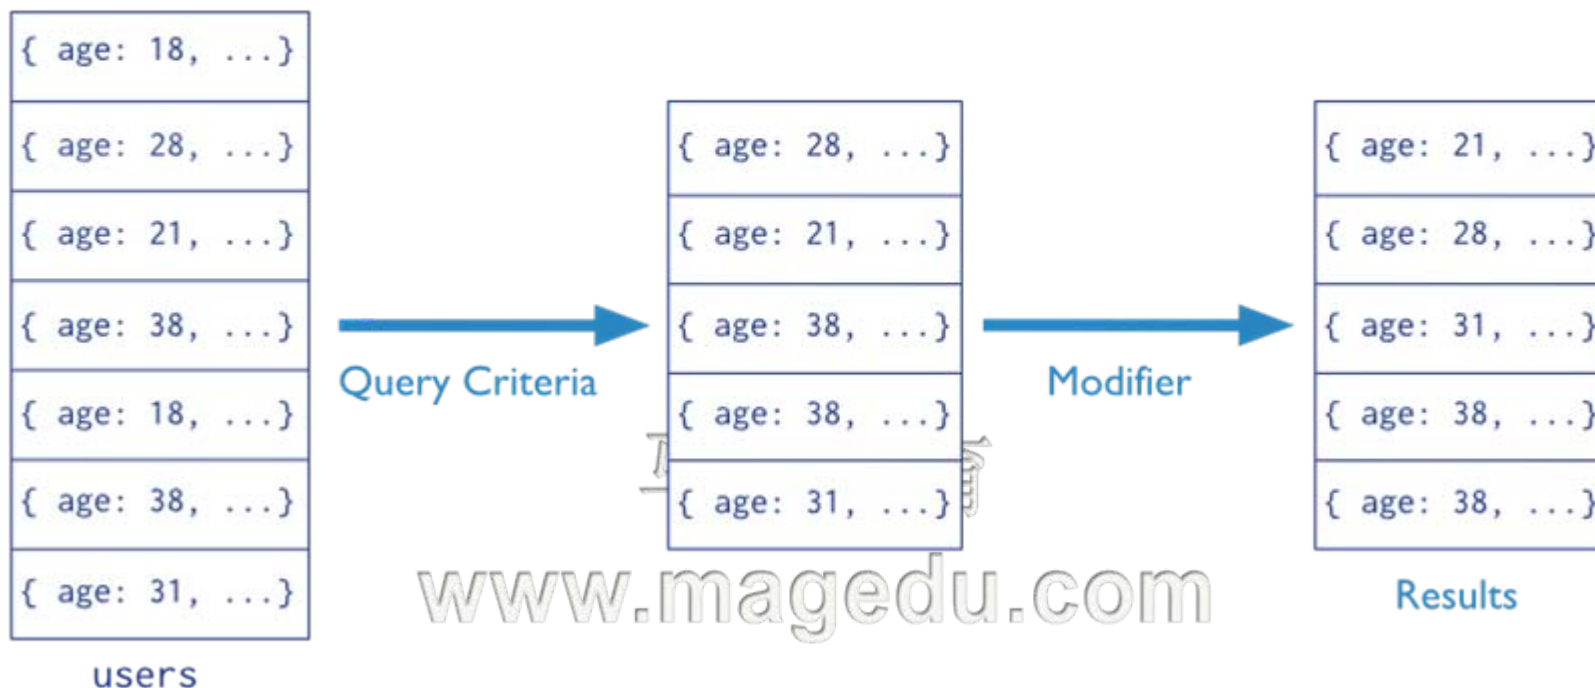 { age: 18, ...}
{ age: 28, ...}
{ age: 21, ...}
{ age: 38, ...}
{ age: 18, ...}
{ age: 38, ...}
{ age: 31, ...}
users
Query Criteria
{ age: 28, ...}
{ age: 21, ...}
{ age: 38, ...}
{ age: 38, ...}
{ age: 31, ...}
Modifier
{ age: 21, ...}
{ age: 28, ...}
{ age: 31, ...}
{ age: 38, ...}
{ age: 38, ...}
Results
www.magedu.com